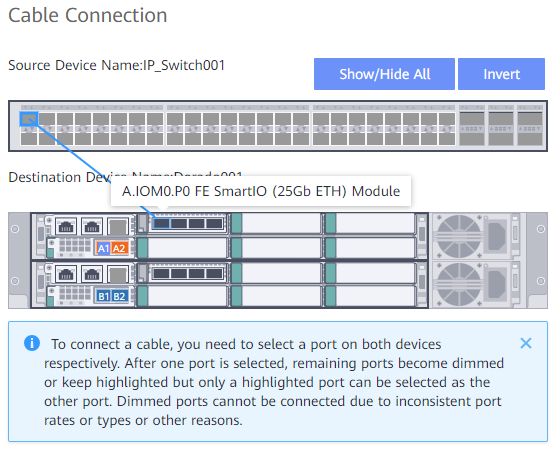 Cable Connection
Source Device Name:IP_Switch001
Show/Hide All
Invert
Destination Device Name:Dorado001
A.IOM0.P0 FE SmartIO (25Gb ETH) Module
A1 A2
B1 B2
To connect a cable, you need to select a port on both devices
respectively. After one port is selected, remaining ports become dimmed
or keep highlighted but only a highlighted port can be selected as the
other port. Dimmed ports cannot be connected due to inconsistent port
rates or types or other reasons.